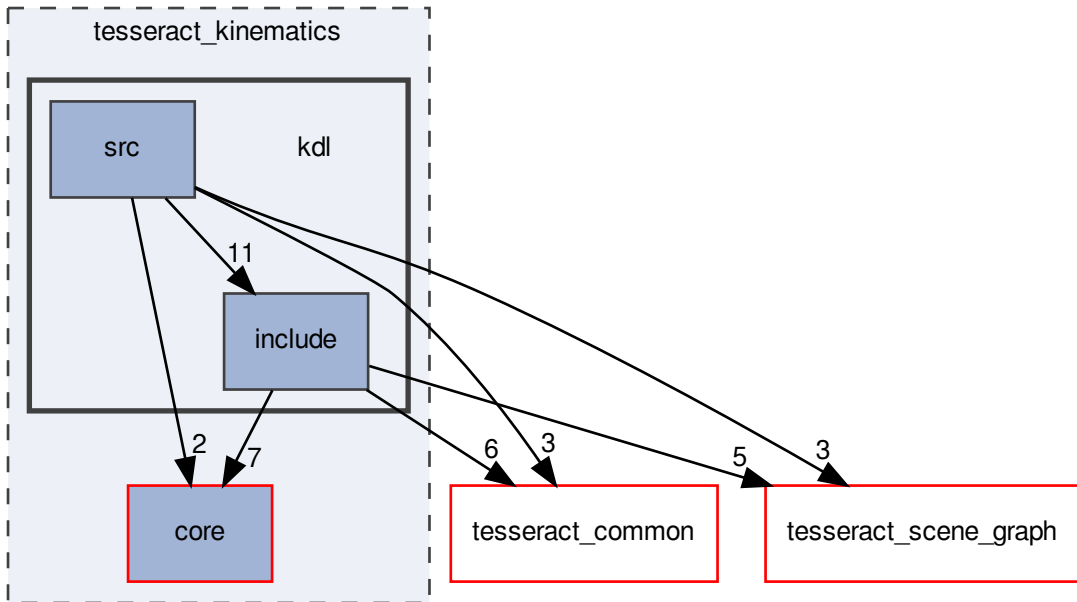 tesseract_kinematics
src
kdl
11
include
2
7
6
3
5
3
core
tesseract_common
tesseract_scene_graph